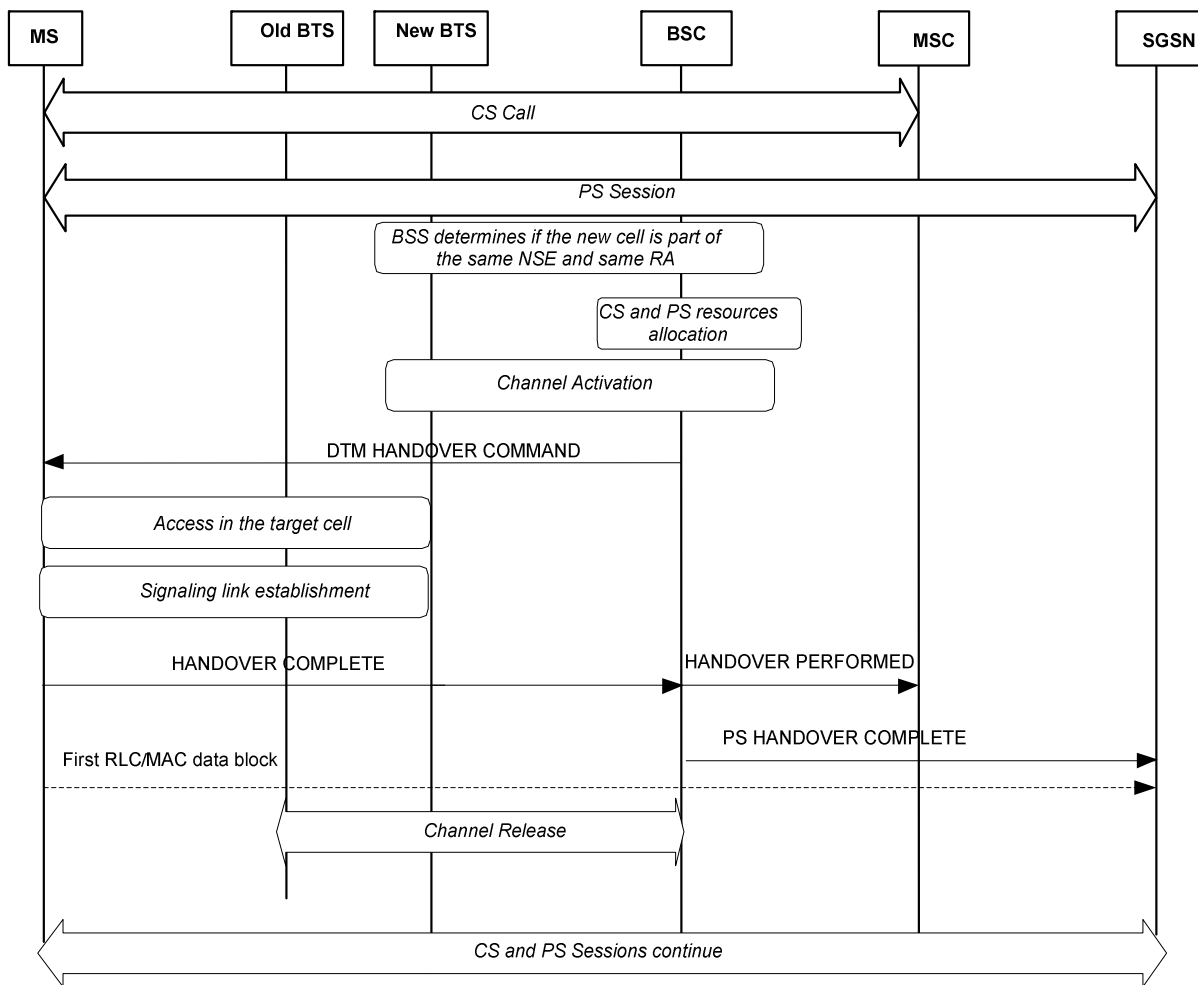 MS
Old BTS
New BTS
BSC
MSC
SGSN
CS Call
PS Session
BSS determines if the new cell is part of
the same NSE and same RA
CS and PS resources
allocation
Channel Activation
DTM HANDOVER COMMAND
Access in the target cell
Signaling link establishment
HANDOVER COMPLETE
HANDOVER PERFORMED
PS HANDOVER COMPLETE
First RLC/MAC data block
Channel Release
CS and PS Sessions continue